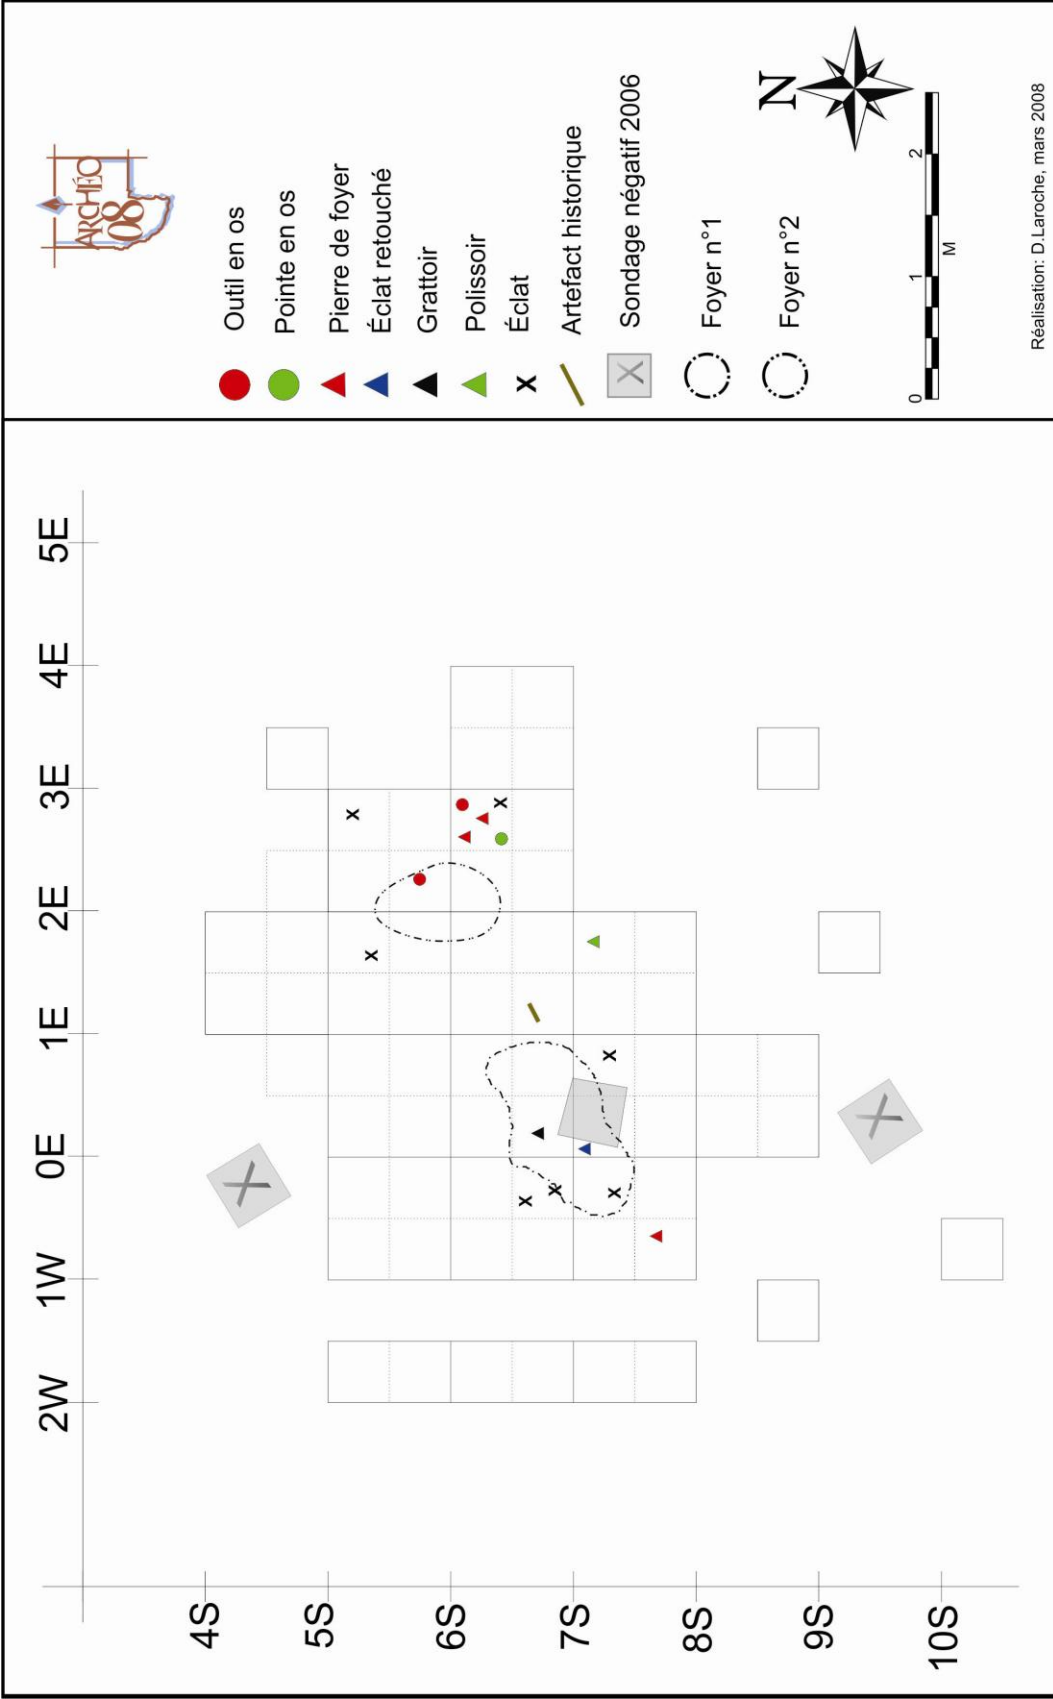 2W 1W 0E 1E 2E 3E 4E 5E
4S
5S
6S
7S
8S
9S
10S
X
X
X
X
X
X
X
X
X
ARCHÉO
08
Outil en os
Pointe en os
Pierre de foyer
Éclat retouché
Grattoir
Polissoir
X Éclat
Artefact historique
X Sondage négatif 2006
Foyer n°1
Foyer n°2
N
0 1 2
M
Réalisation: D.Laroche, mars 2008